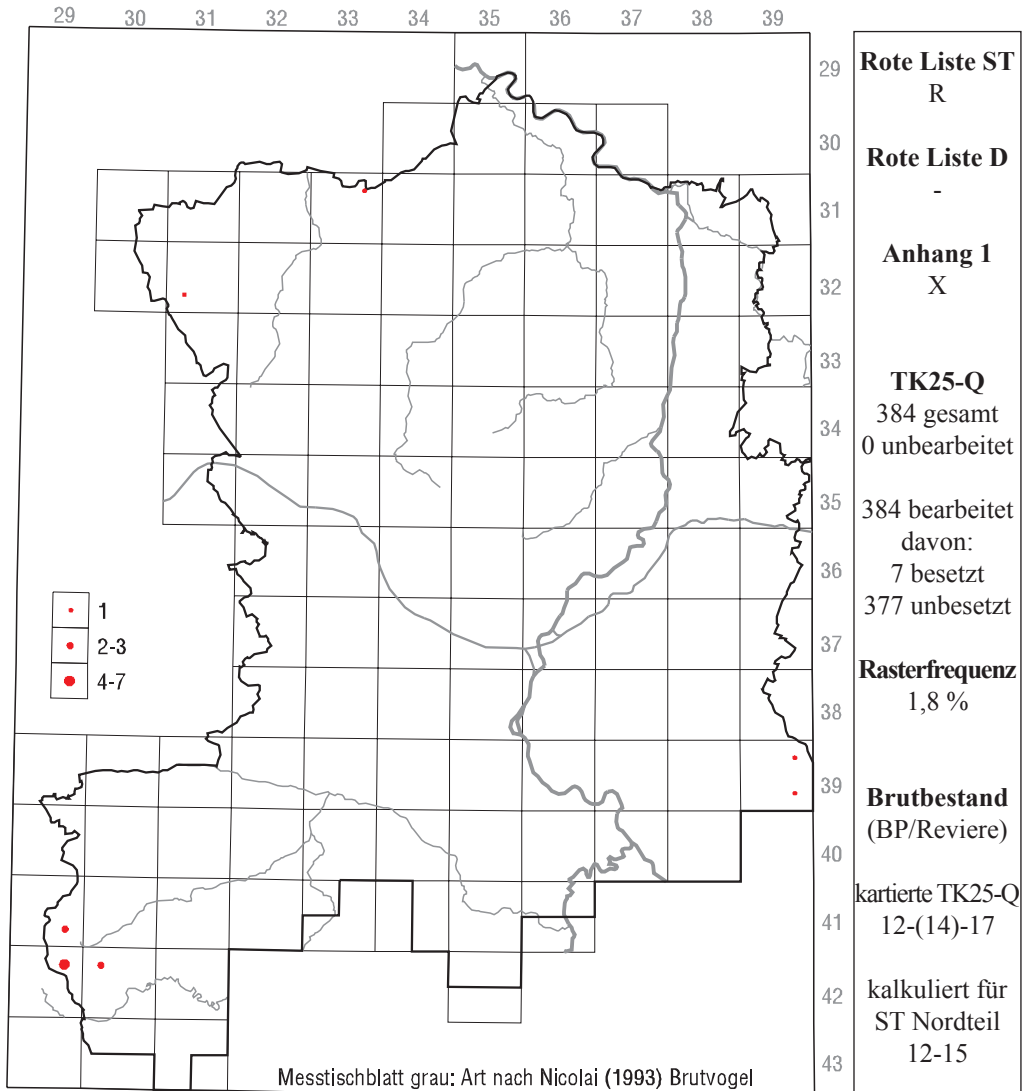 29 30 31 32 33 34 35 36 37 38 39
29
30
31
32
33
34
35
36
37
38
39
40
41
42
43
1
2-3
4-7
Messtischblatt grau: Art nach Nicolai (1993) Brutvogel
Rote Liste ST
R
Rote Liste D
-
Anhang 1
X
TK25-Q
384 gesamt
0 unbearbeitet
384 bearbeitet
davon:
7 besetzt
377 unbesetzt
Rasterfrequenz
1,8 %
Brutbestand
(BP/Reviere)
kartierte TK25-Q
12-(14)-17
kalkuliert für
ST Nordteil
12-15